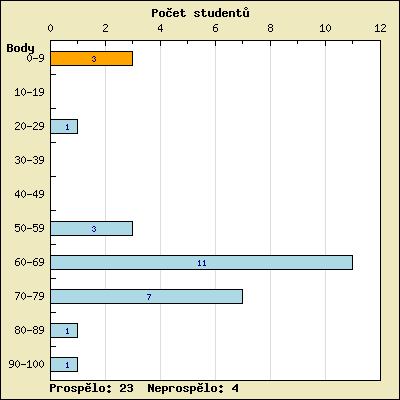 Počet studentů
0 2 4 6 8 10 12
Body
0-9 3
10-19
20-29 1
30-39
40-49
50-59 3
60-69 11
70-79 7
80-89 1
90-100 1
Prospělo: 23 Neprospělo: 4